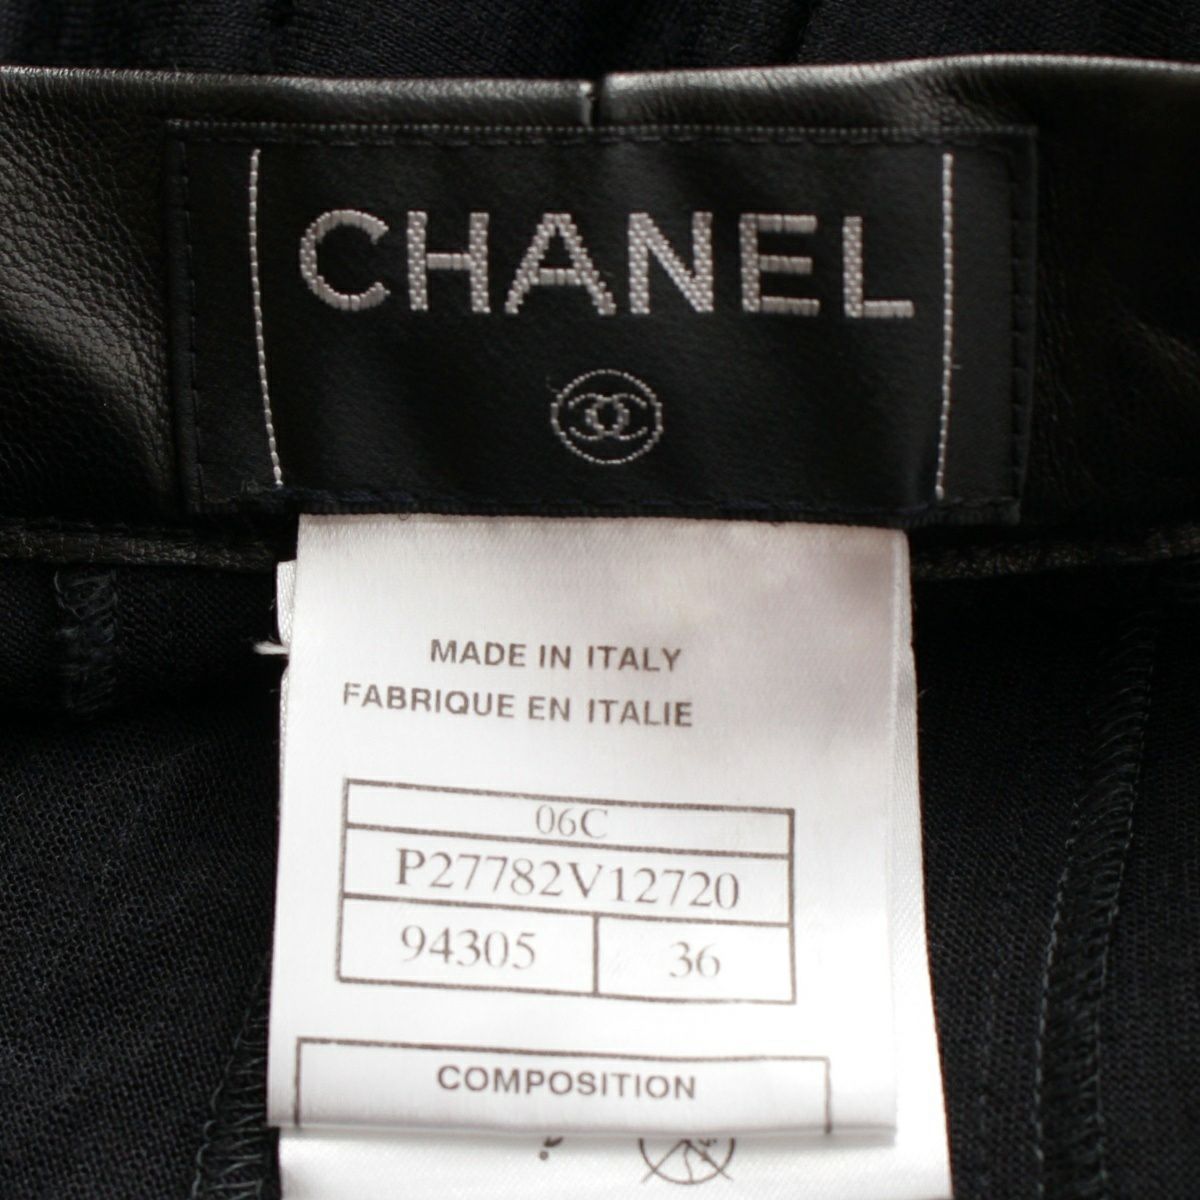 CHANEL
MADE IN ITALY
FABRIQUE EN ITALIE
06C
P27782V12720
94305 36
COMPOSITION